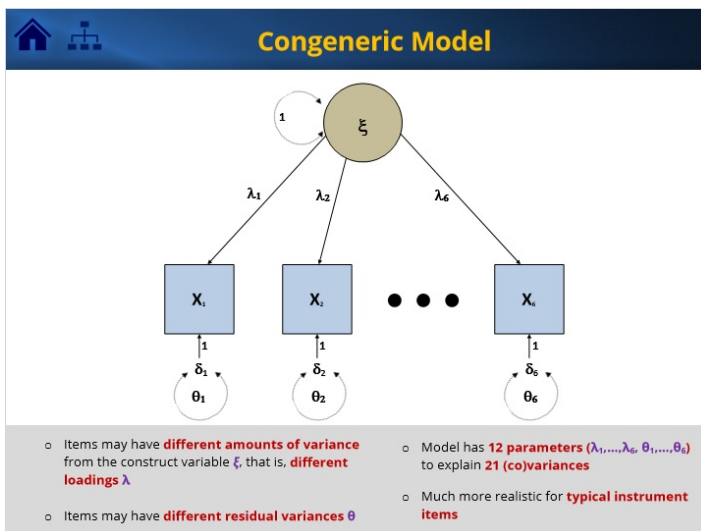 Congeneric Model
1
ξ
λ₁
λ₂
λ₆
X₁
X₂
X₆
1
1
1
δ₁
δ₂
δ₆
θ₁
θ₂
θ₆
○ Items may have different amounts of variance
from the construct variable ξ, that is, different
loadings λ
○ Items may have different residual variances θ
○ Model has 12 parameters (λ₁,...,λ₆, θ₁,...,θ₆)
to explain 21 (co)variances
○ Much more realistic for typical instrument
items